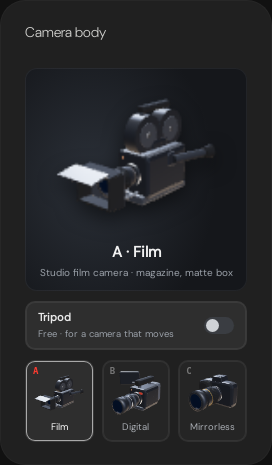 Camera body
A · Film
Studio film camera · magazine, matte box
Tripod
Free · for a camera that moves
A
B
C
Film
Digital
Mirrorless